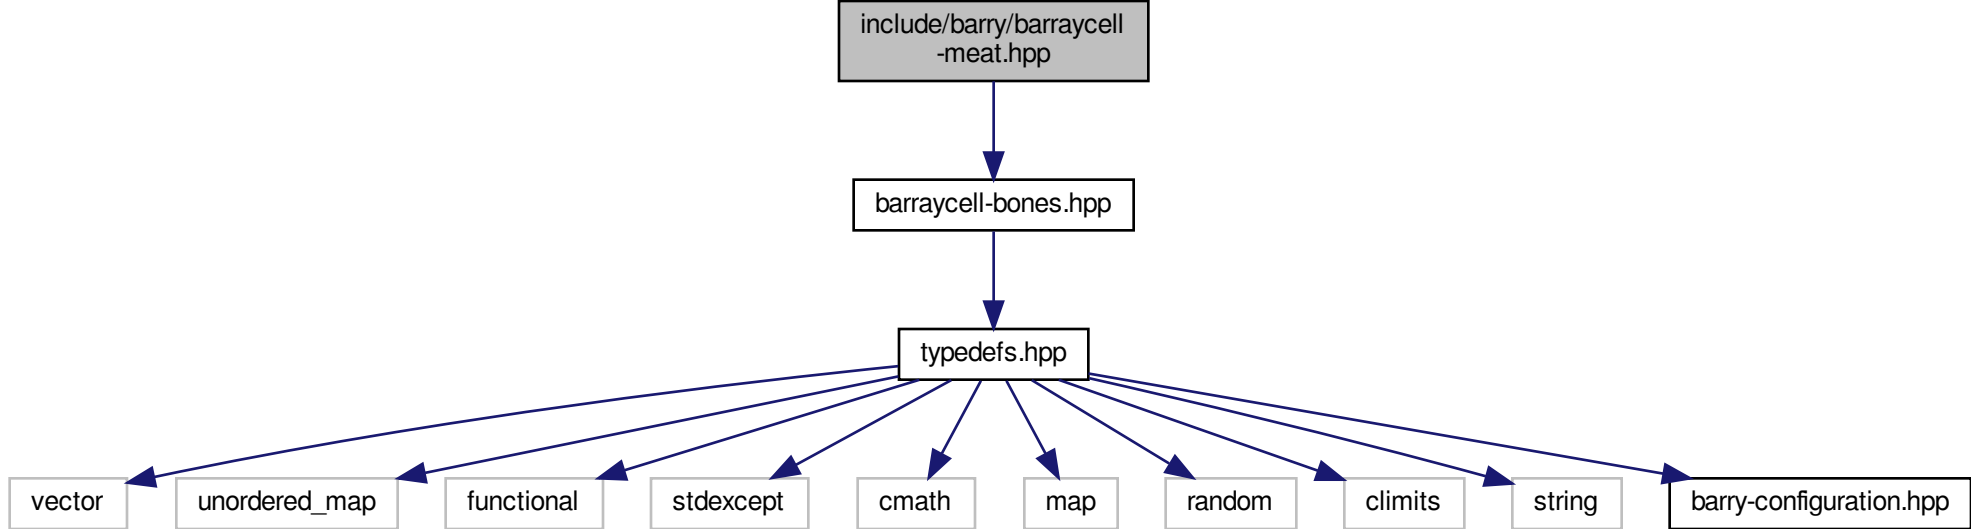 include/barry/barraycell
-meat.hpp
barraycell-bones.hpp
typedefs.hpp
vector
unordered_map
functional
stdexcept
cmath
map
random
climits
string
barry-configuration.hpp